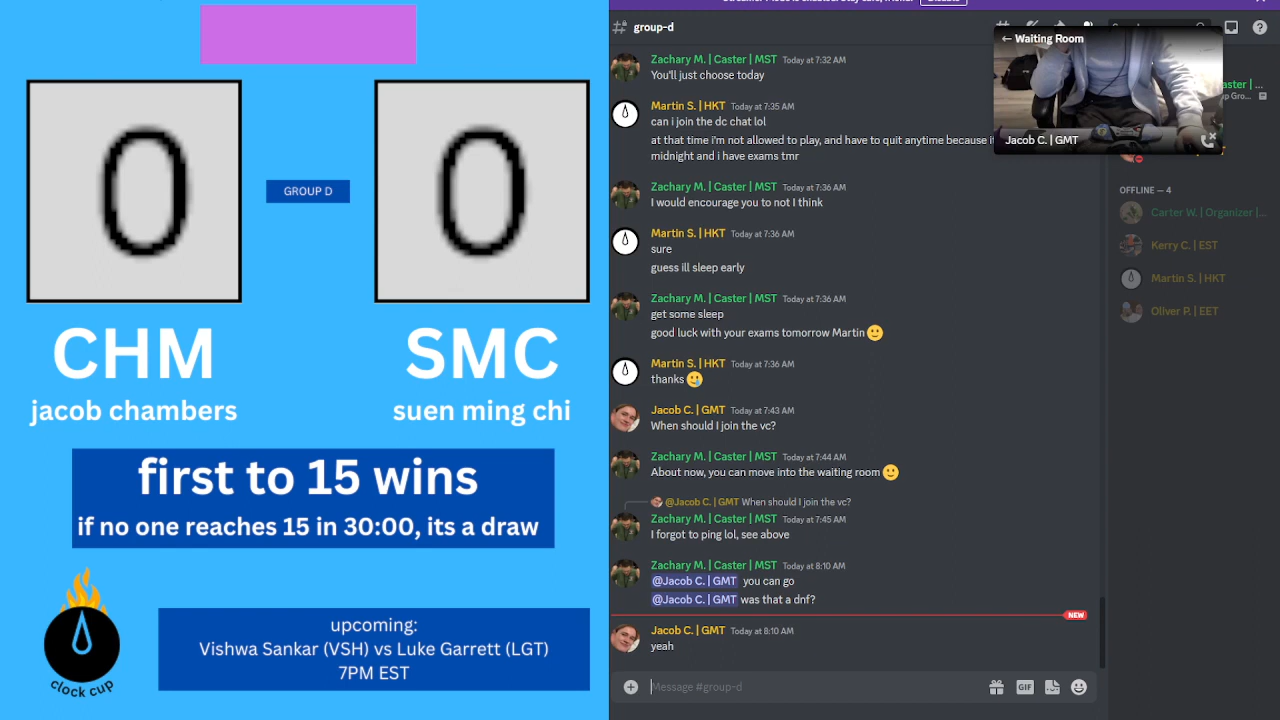 0
0
GROUP D
CHM
SMC
jacob chambers
suen ming chi
first to 15 wins
if no one reaches 15 in 30:00, its a draw
clock cup
upcoming:
Vishwa Sankar (VSH) vs Luke Garrett (LGT)
7PM EST
group-d
Zachary M. | Caster | MST Today at 7:32 AM
You'll just choose today
Martin S. | HKT Today at 7:35 AM
can i join the dc chat lol
at that time i'm not allowed to play, and have to quit anytime because it
midnight and i have exams tmr
Zachary M. | Caster | MST Today at 7:36 AM
I would encourage you to not I think
Martin S. | HKT Today at 7:36 AM
sure
guess ill sleep early
Zachary M. | Caster | MST Today at 7:36 AM
get some sleep
good luck with your exams tomorrow Martin
Martin S. | HKT Today at 7:36 AM
thanks
Jacob C. | GMT Today at 7:43 AM
When should I join the vc?
Zachary M. | Caster | MST Today at 7:44 AM
About now, you can move into the waiting room
@Jacob C. | GMT When should I join the vc?
Zachary M. | Caster | MST Today at 7:45 AM
I forgot to ping lol, see above
Zachary M. | Caster | MST Today at 8:10 AM
@Jacob C. | GMT you can go
@Jacob C. | GMT was that a dnf?
NEW
Jacob C. | GMT Today at 8:10 AM
yeah
Message #group-d
GIF
← Waiting Room
Jacob C. | GMT
OFFLINE — 4
Carter W. | Organizer |...
Kerry C. | EST
Martin S. | HKT
Oliver P. | EET